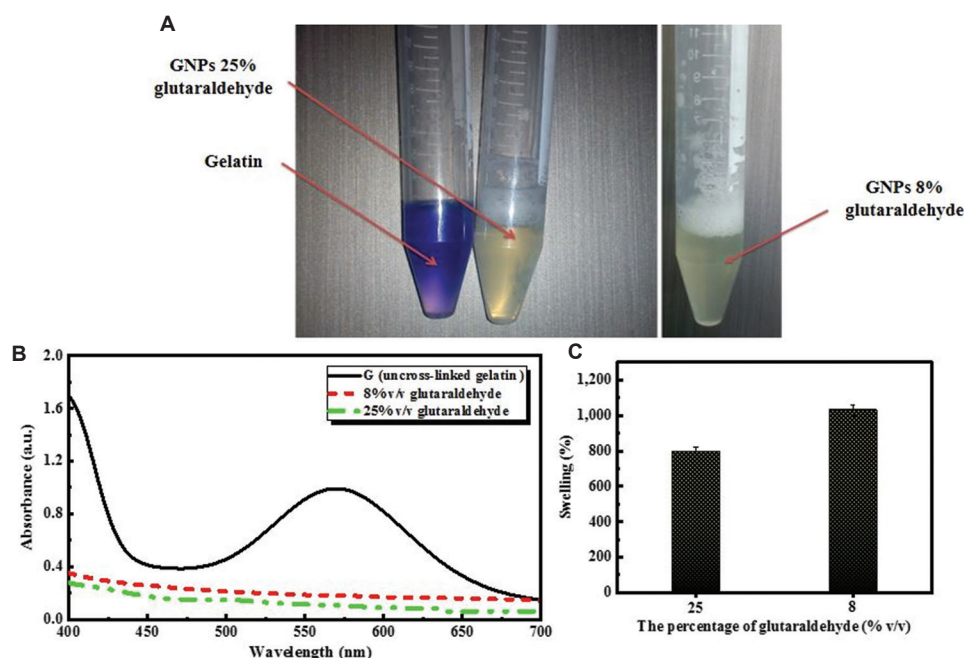 A
GNPs 25%
glutaraldehyde
Gelatin
GNPs 8%
glutaraldehyde
B
2.0
1.6
1.2
0.8
0.4
0.0
Absorbance (a.u.)
G (uncross-linked gelatin)
8%v/v glutaraldehyde
25%v/v glutaraldehyde
400 450 500 550 600 650 700
Wavelength (nm)
C
1,200
1,000
800
600
400
200
0
Swelling (%)
25 8
The percentage of glutaraldehyde (% v/v)